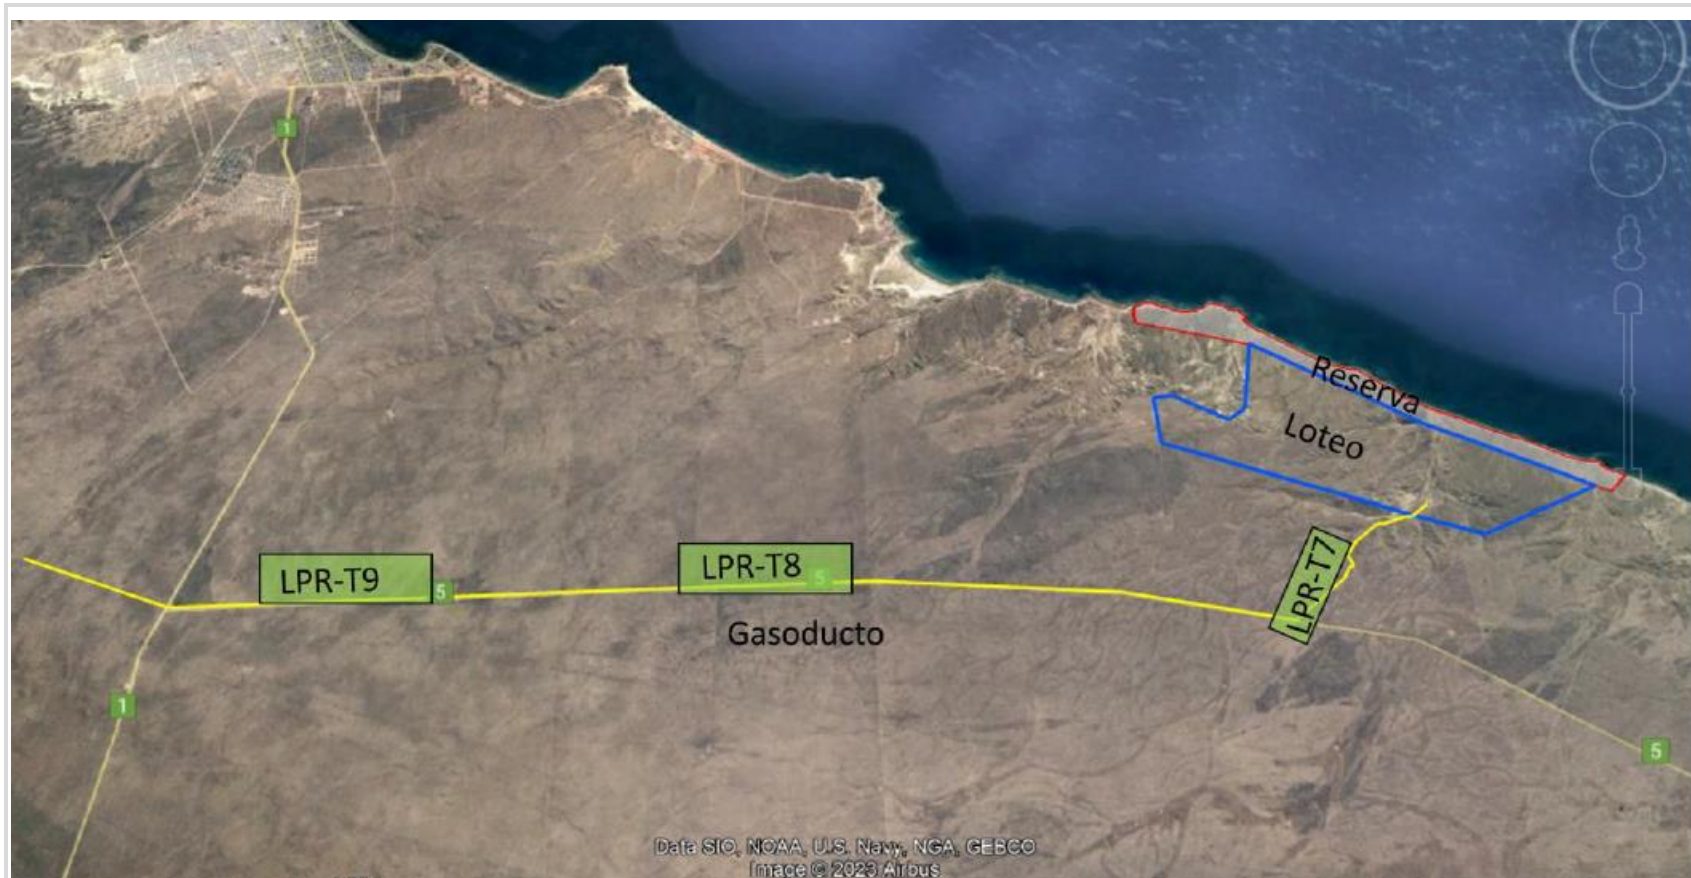 1
Reserva
Loteo
LPR-T7
LPR-T8
5
LPR-T9
5
Gasoducto
1
5
Data SIO, NOAA, U.S. Navy, NGA, GEBCO
Image © 2023 Airbus